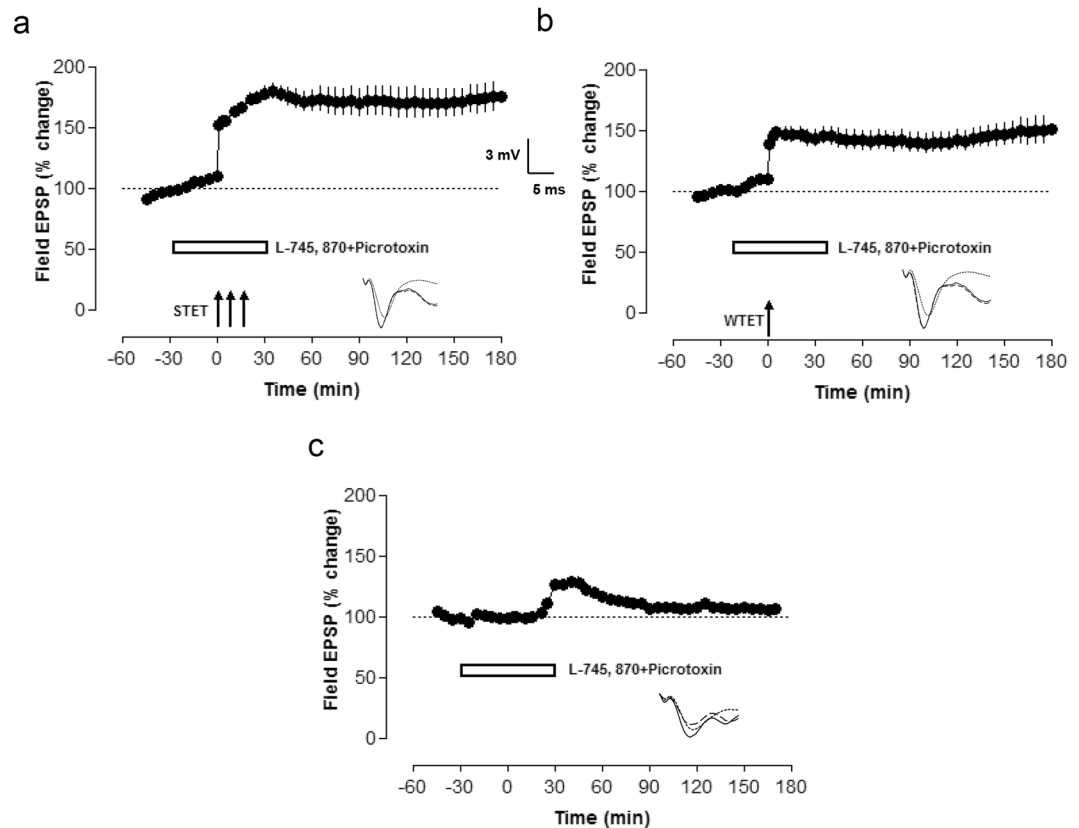 a
Field EPSP (% change)
200
150
100
50
0
L-745, 870+Picrotoxin
STET
-60 -30 0 30 60 90 120 150 180
Time (min)
3 mV
5 ms
b
Field EPSP (% change)
200
150
100
50
0
L-745, 870+Picrotoxin
WTET
-60 -30 0 30 60 90 120 150 180
Time (min)
c
Field EPSP (% change)
200
150
100
50
0
L-745, 870+Picrotoxin
-60 -30 0 30 60 90 120 150 180
Time (min)